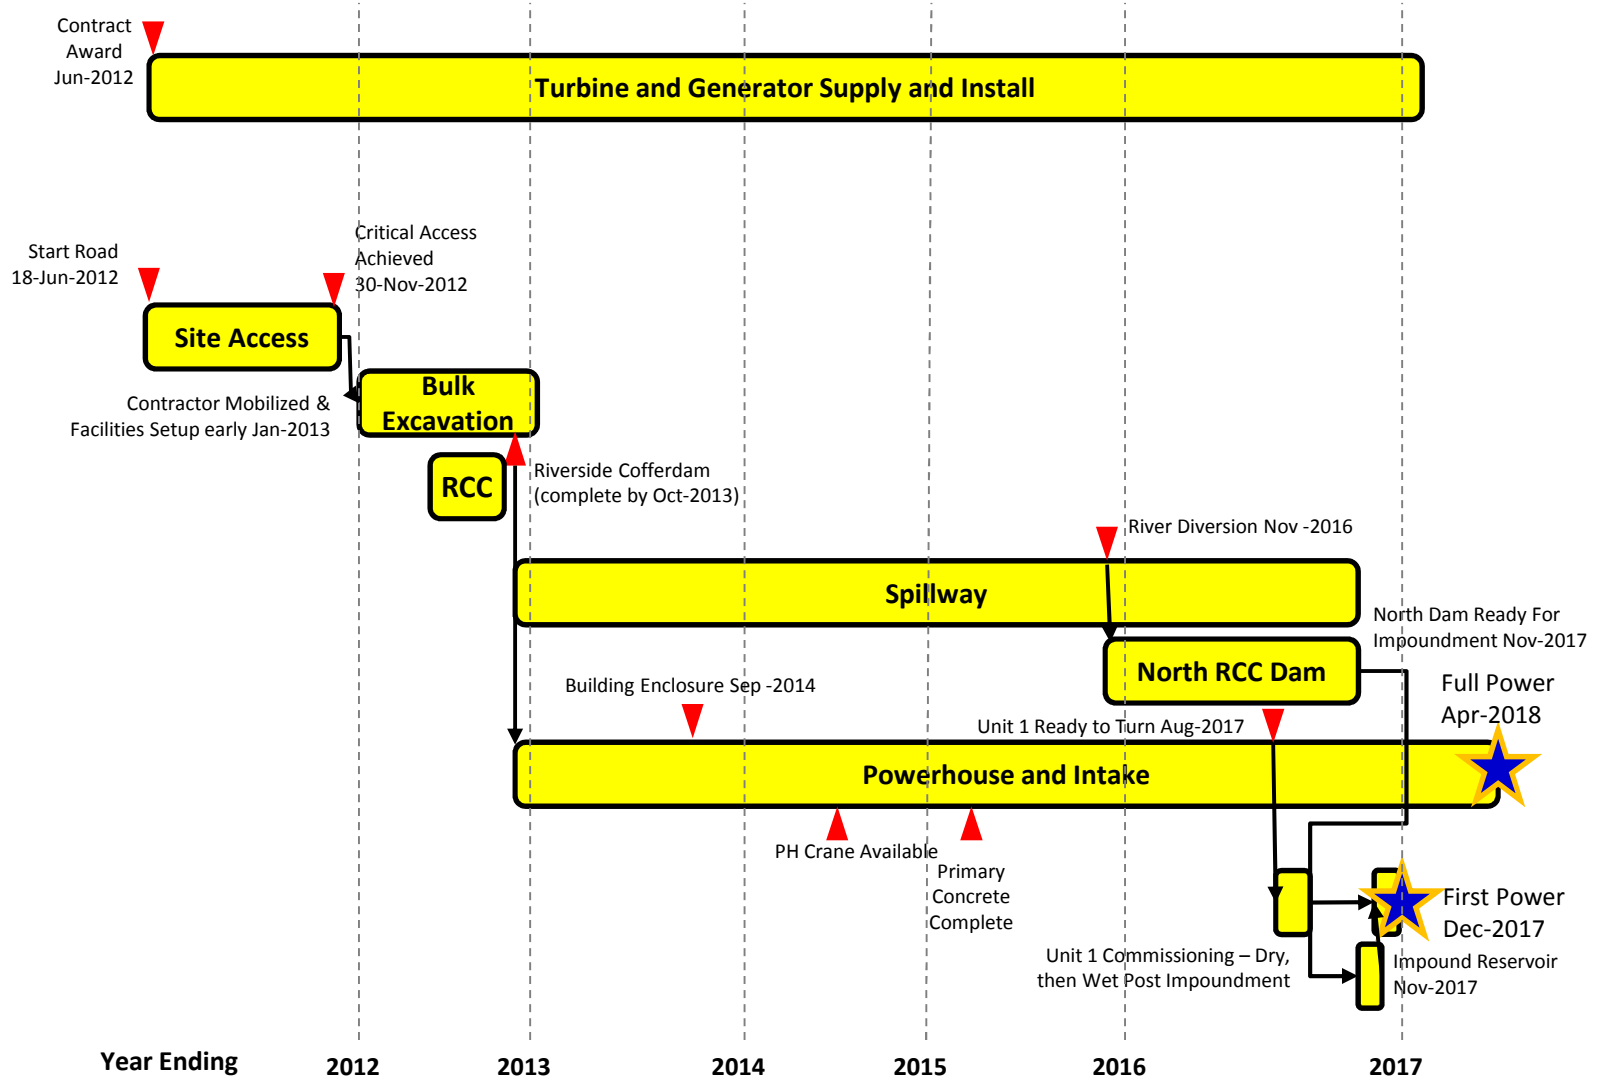 Contract
Award
Jun-2012
Turbine and Generator Supply and Install
Critical Access
Achieved
30-Nov-2012
Start Road
18-Jun-2012
Site Access
Bulk
Excavation
Contractor Mobilized &
Facilities Setup early Jan-2013
RCC
Riverside Cofferdam
(complete by Oct-2013)
River Diversion Nov -2016
Spillway
North Dam Ready For
Impoundment Nov-2017
North RCC Dam
Building Enclosure Sep -2014
Unit 1 Ready to Turn Aug-2017
Full Power
Apr-2018
Powerhouse and Intake
PH Crane Available
Primary
Concrete
Complete
First Power
Dec-2017
Unit 1 Commissioning – Dry,
then Wet Post Impoundment
Impound Reservoir
Nov-2017
Year Ending 2012 2013 2014 2015 2016 2017